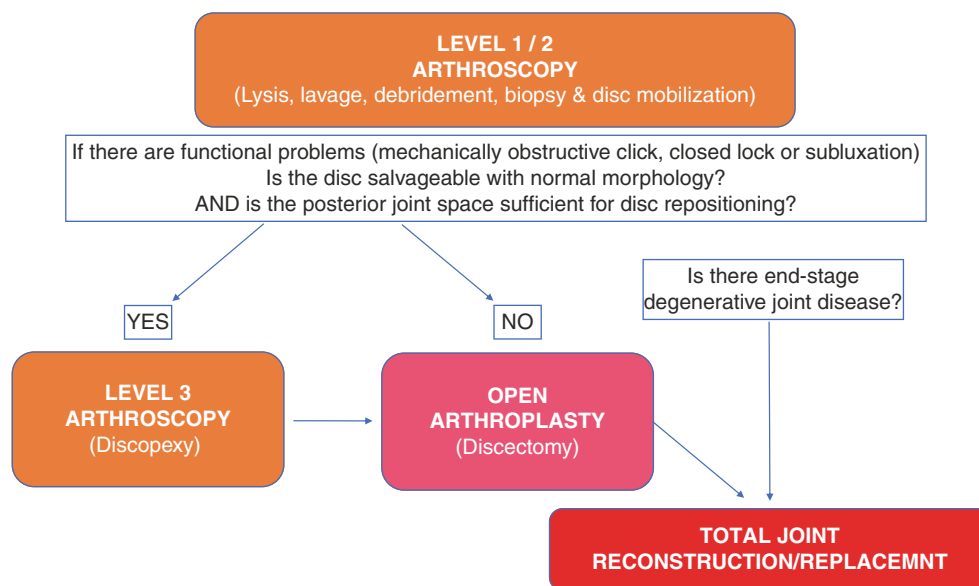 LEVEL 1 / 2
ARTHROSCOPY
(Lysis, lavage, debridement, biopsy & disc mobilization)
If there are functional problems (mechanically obstructive click, closed lock or subluxation)
Is the disc salvageable with normal morphology?
AND is the posterior joint space sufficient for disc repositioning?
Is there end-stage
degenerative joint disease?
YES
NO
LEVEL 3
ARTHROSCOPY
(Discopexy)
OPEN
ARTHROPLASTY
(Discectomy)
TOTAL JOINT
RECONSTRUCTION/REPLACEMNT